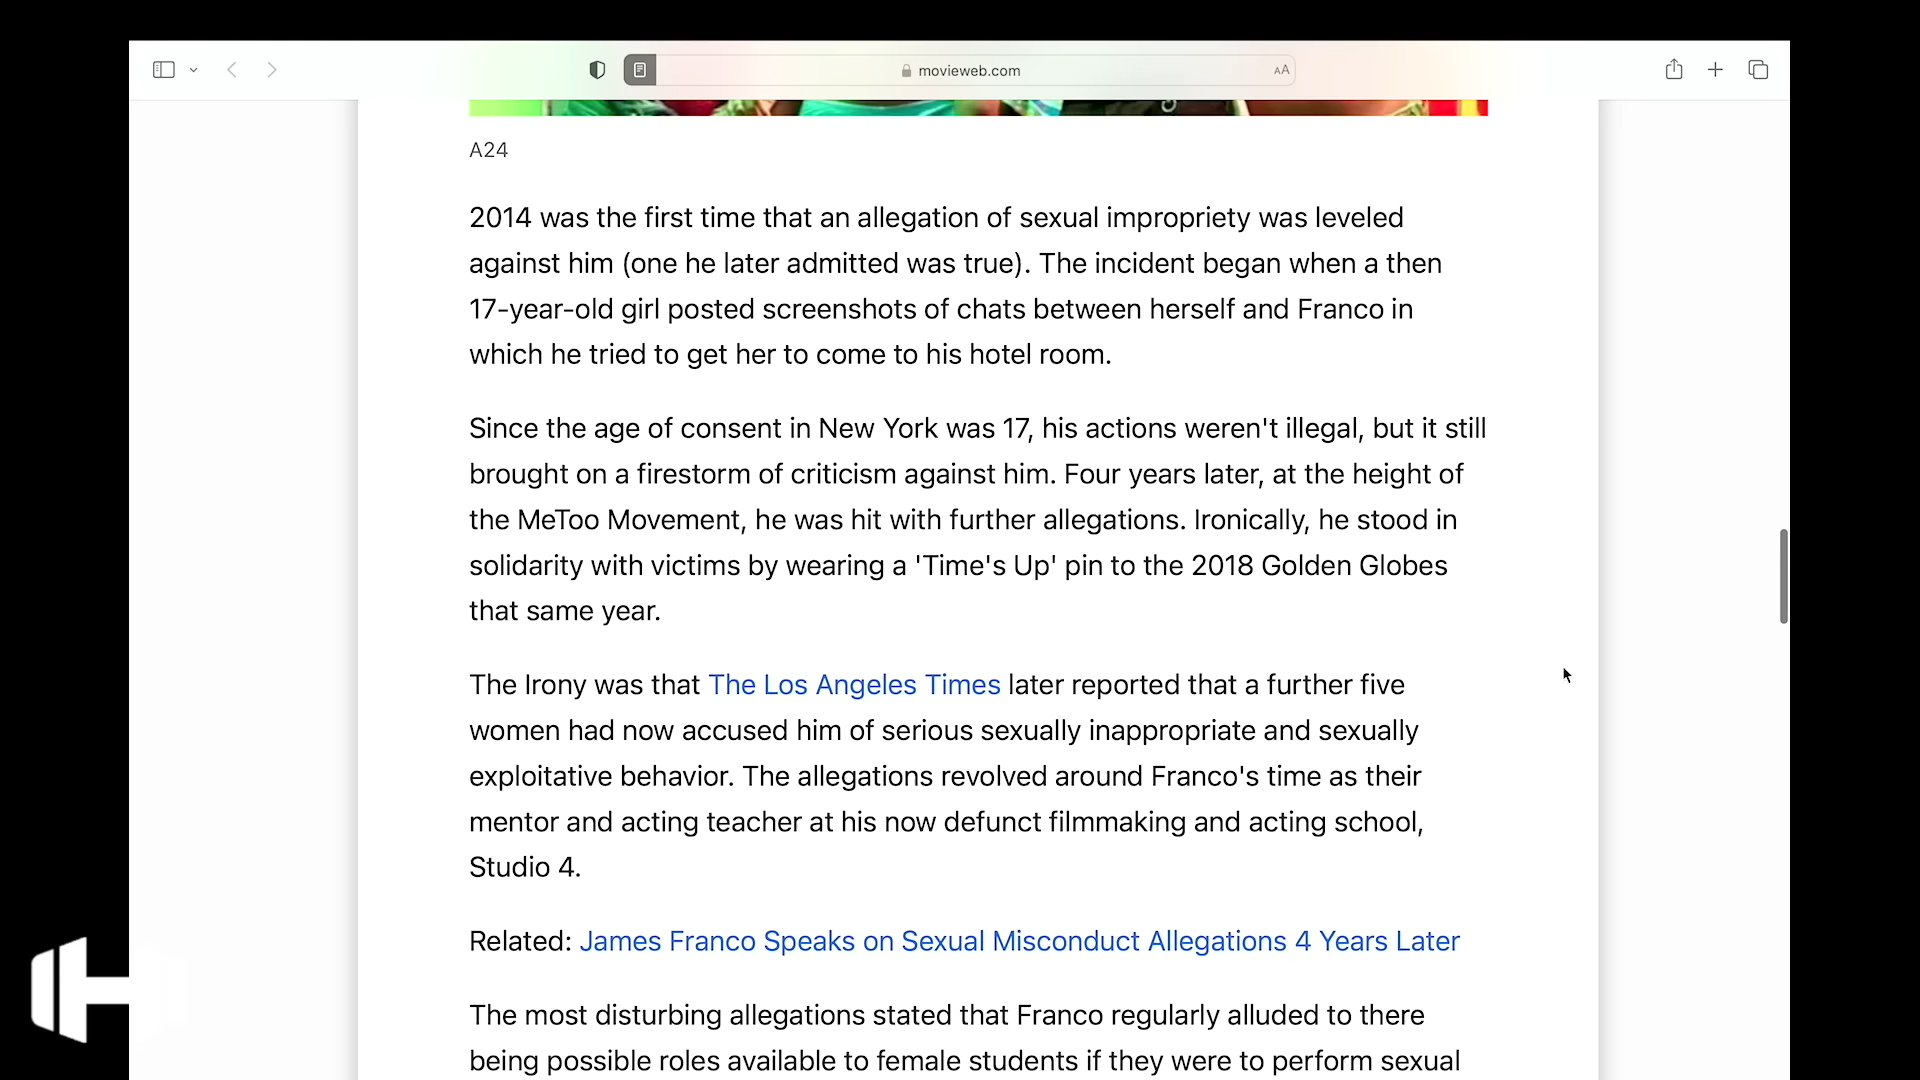 movieweb.com
AA
A24
2014 was the first time that an allegation of sexual impropriety was leveled
against him (one he later admitted was true). The incident began when a then
17-year-old girl posted screenshots of chats between herself and Franco in
which he tried to get her to come to his hotel room.
Since the age of consent in New York was 17, his actions weren't illegal, but it still
brought on a firestorm of criticism against him. Four years later, at the height of
the MeToo Movement, he was hit with further allegations. Ironically, he stood in
solidarity with victims by wearing a 'Time's Up' pin to the 2018 Golden Globes
that same year.
The Irony was that The Los Angeles Times later reported that a further five
women had now accused him of serious sexually inappropriate and sexually
exploitative behavior. The allegations revolved around Franco's time as their
mentor and acting teacher at his now defunct filmmaking and acting school,
Studio 4.
Related: James Franco Speaks on Sexual Misconduct Allegations 4 Years Later
The most disturbing allegations stated that Franco regularly alluded to there
being possible roles available to female students if they were to perform sexual